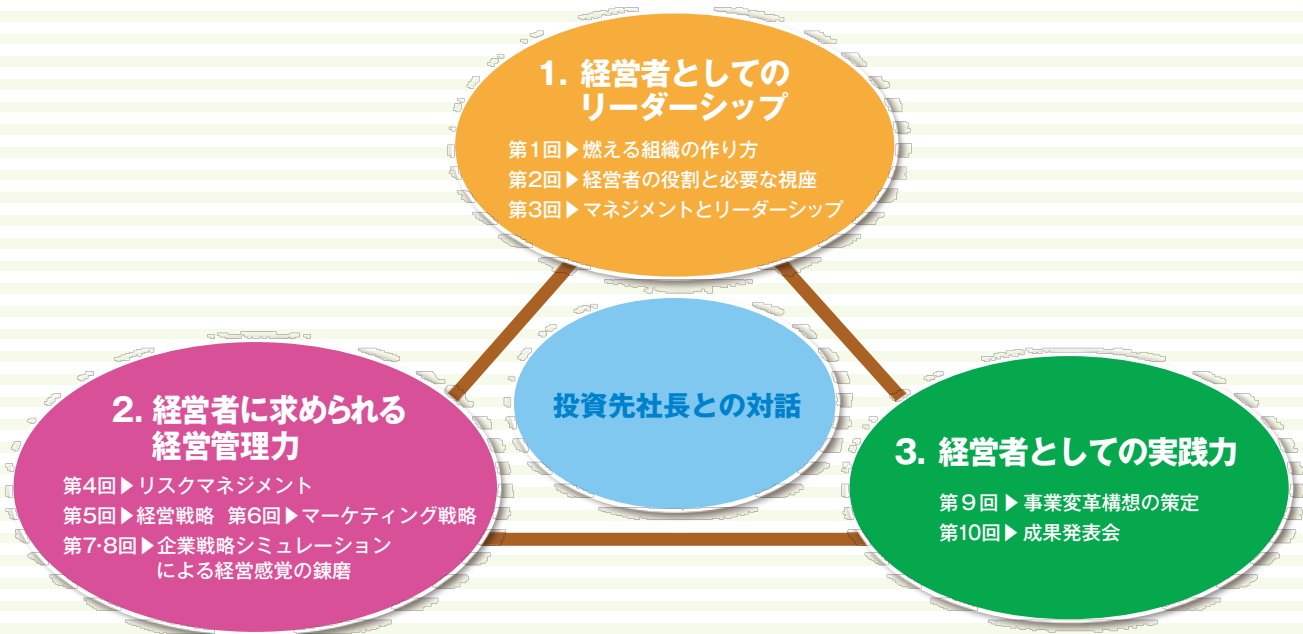 1. 経営者としての
リーダーシップ
第1回▶燃える組織の作り方
第2回▶経営者の役割と必要な視座
第3回▶マネジメントとリーダーシップ
投資先社長との対話
2. 経営者に求められる
経営管理力
第4回▶リスクマネジメント
第5回▶経営戦略 第6回▶マーケティング戦略
第7・8回▶企業戦略シミュレーション
による経営感覚の錬磨
3. 経営者としての実践力
第9回▶事業変革構想の策定
第10回▶成果発表会